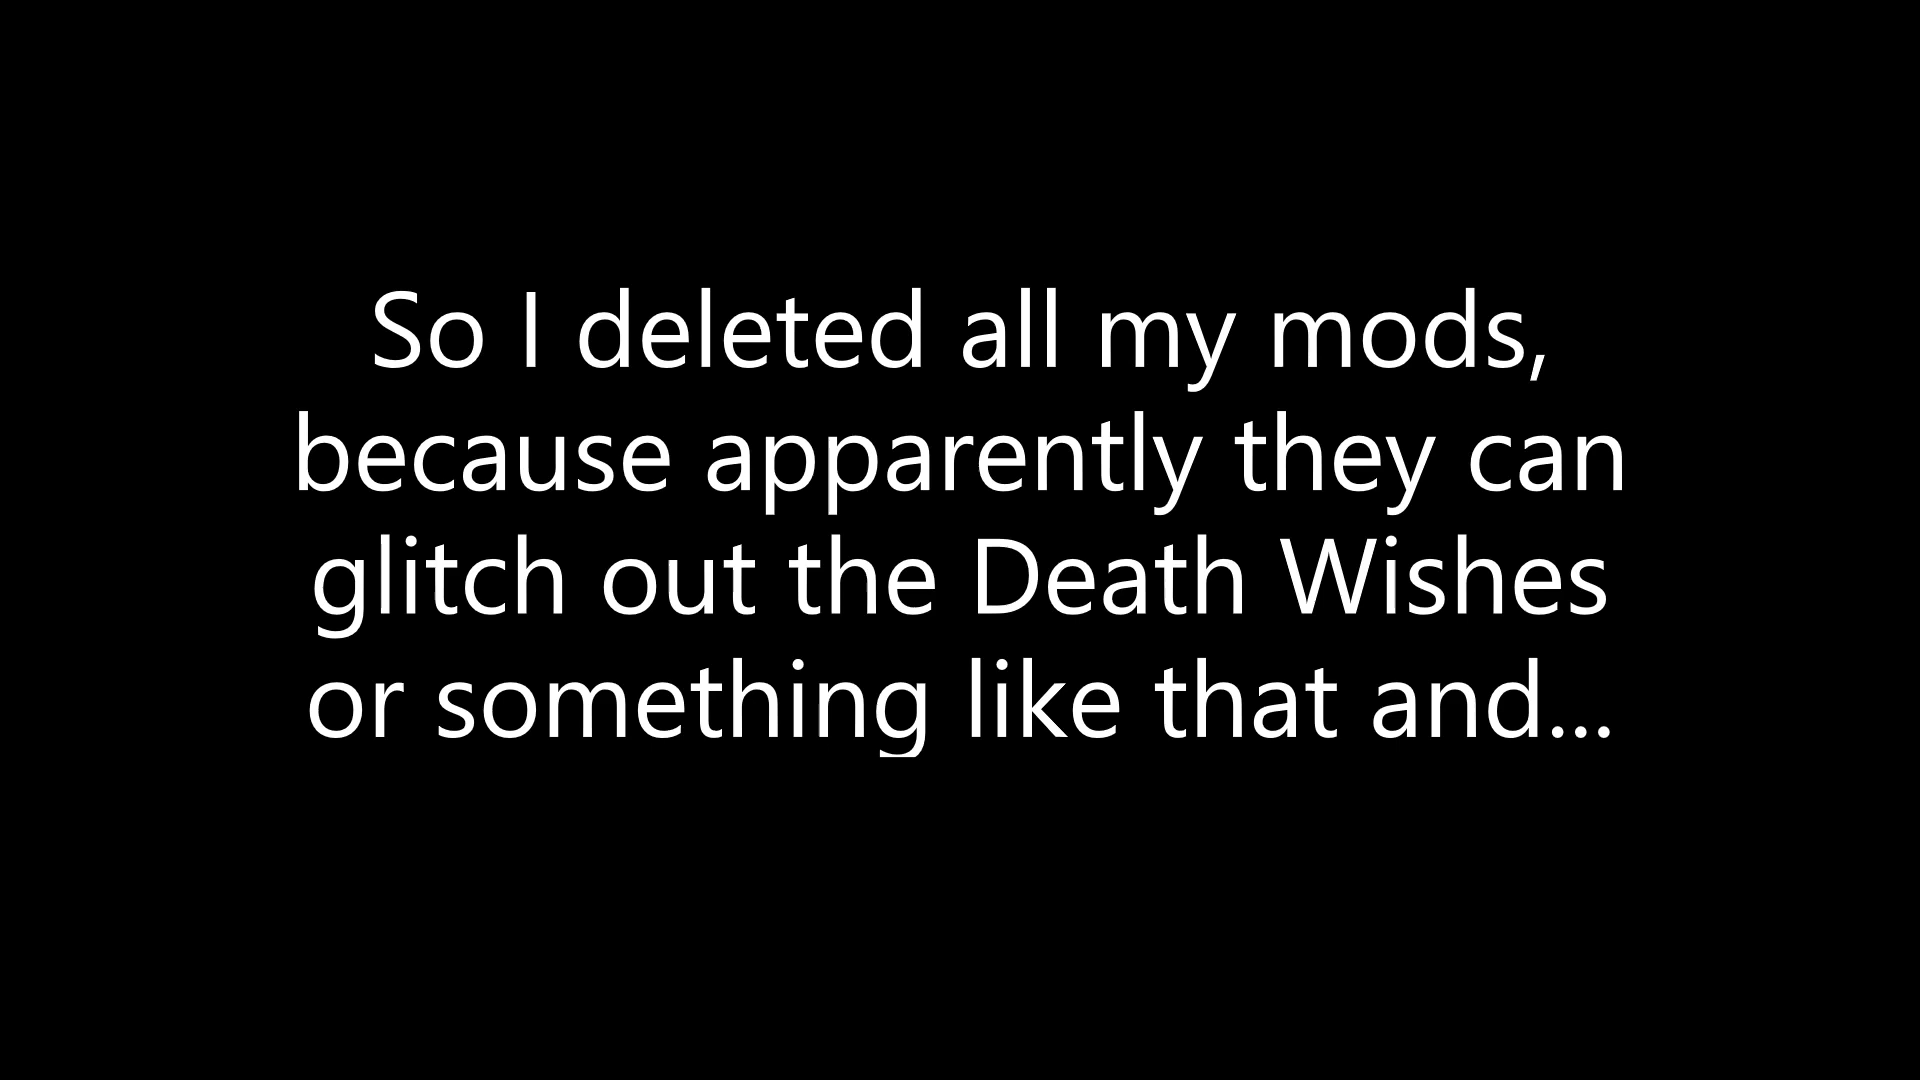 So I deleted all my mods,
because apparently they can
glitch out the Death Wishes
or something like that and...